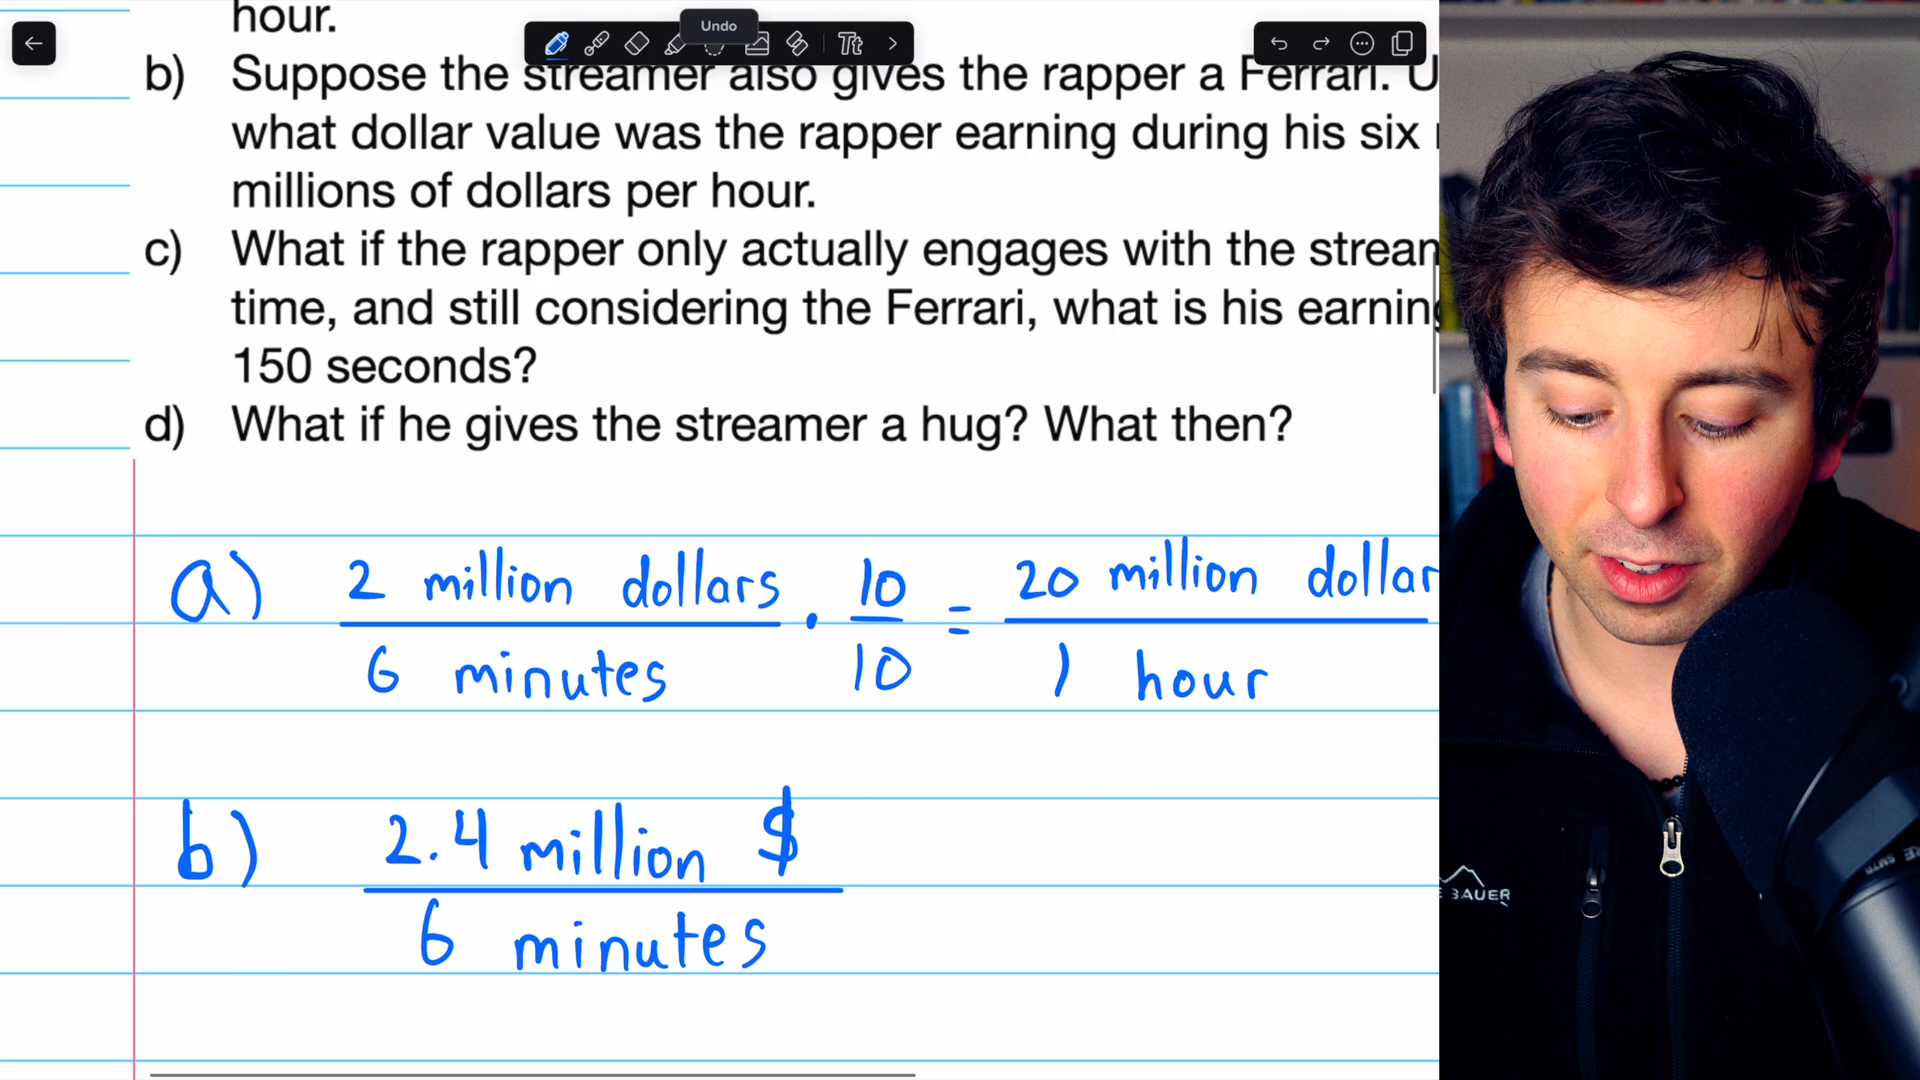 hour.
Undo
Tt
b) Suppose the streamer also gives the rapper a Ferrari. U
what dollar value was the rapper earning during his six
millions of dollars per hour.
c) What if the rapper only actually engages with the strear
time, and still considering the Ferrari, what is his earning
150 seconds?
d) What if he gives the streamer a hug? What then?
a) 2 million dollars / 6 minutes · 10 / 10 = 20 million dollar / 1 hour
b) 2.4 million $ / 6 minutes
BAUER